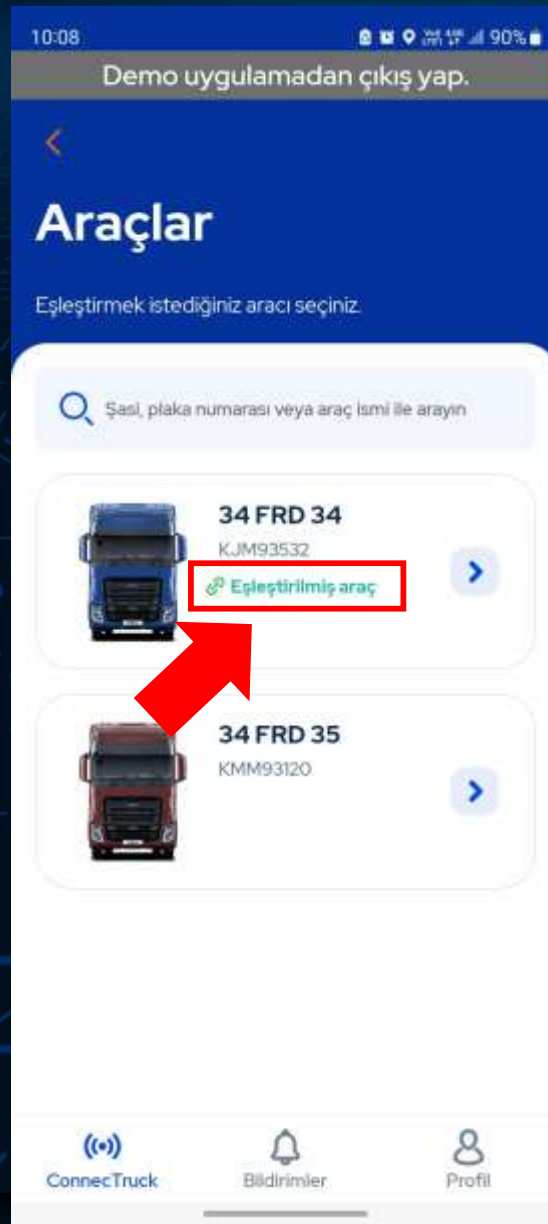 10:08
90%
Demo uygulamadan çıkış yap.
Araçlar
Eşleştirmek istediğiniz aracı seçiniz.
Şasi, plaka numarası veya araç ismi ile arayın
34 FRD 34
KJM93532
Eşleştirilmiş araç
34 FRD 35
KMM93120
ConnecTruck
Bildirimler
Profil